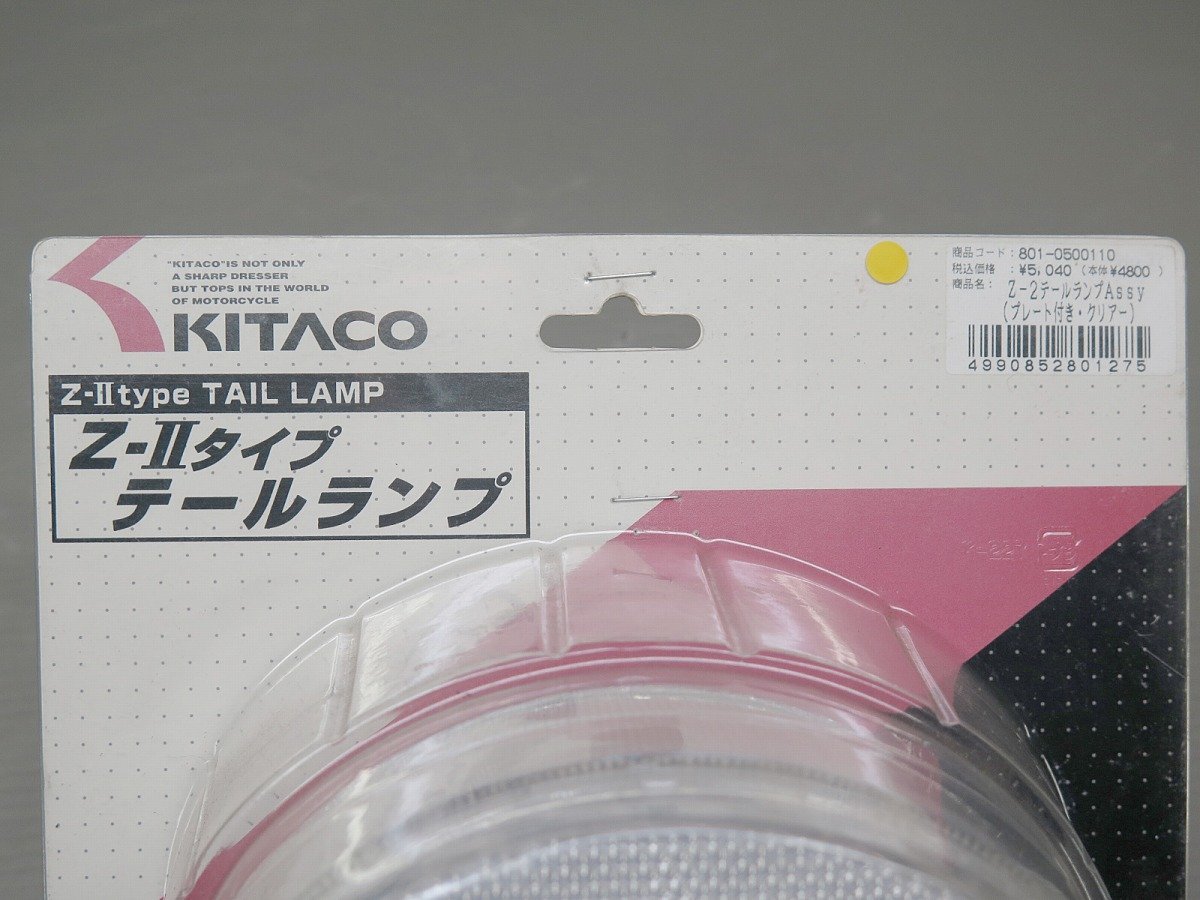 "KITACO" IS NOT ONLY
A SHARP DRESSER
BUT TOPS IN THE WORLD
OF MOTORCYCLE
KITACO
Z-Ⅱtype TAIL LAMP
Z-Ⅱタイプ
テールランプ
商品コード：801-0500110
税込価格 ：¥5,040（本体¥4800 ）
商品名： Z-2テールランプAssy
（プレート付き・クリアー）
4990852801275